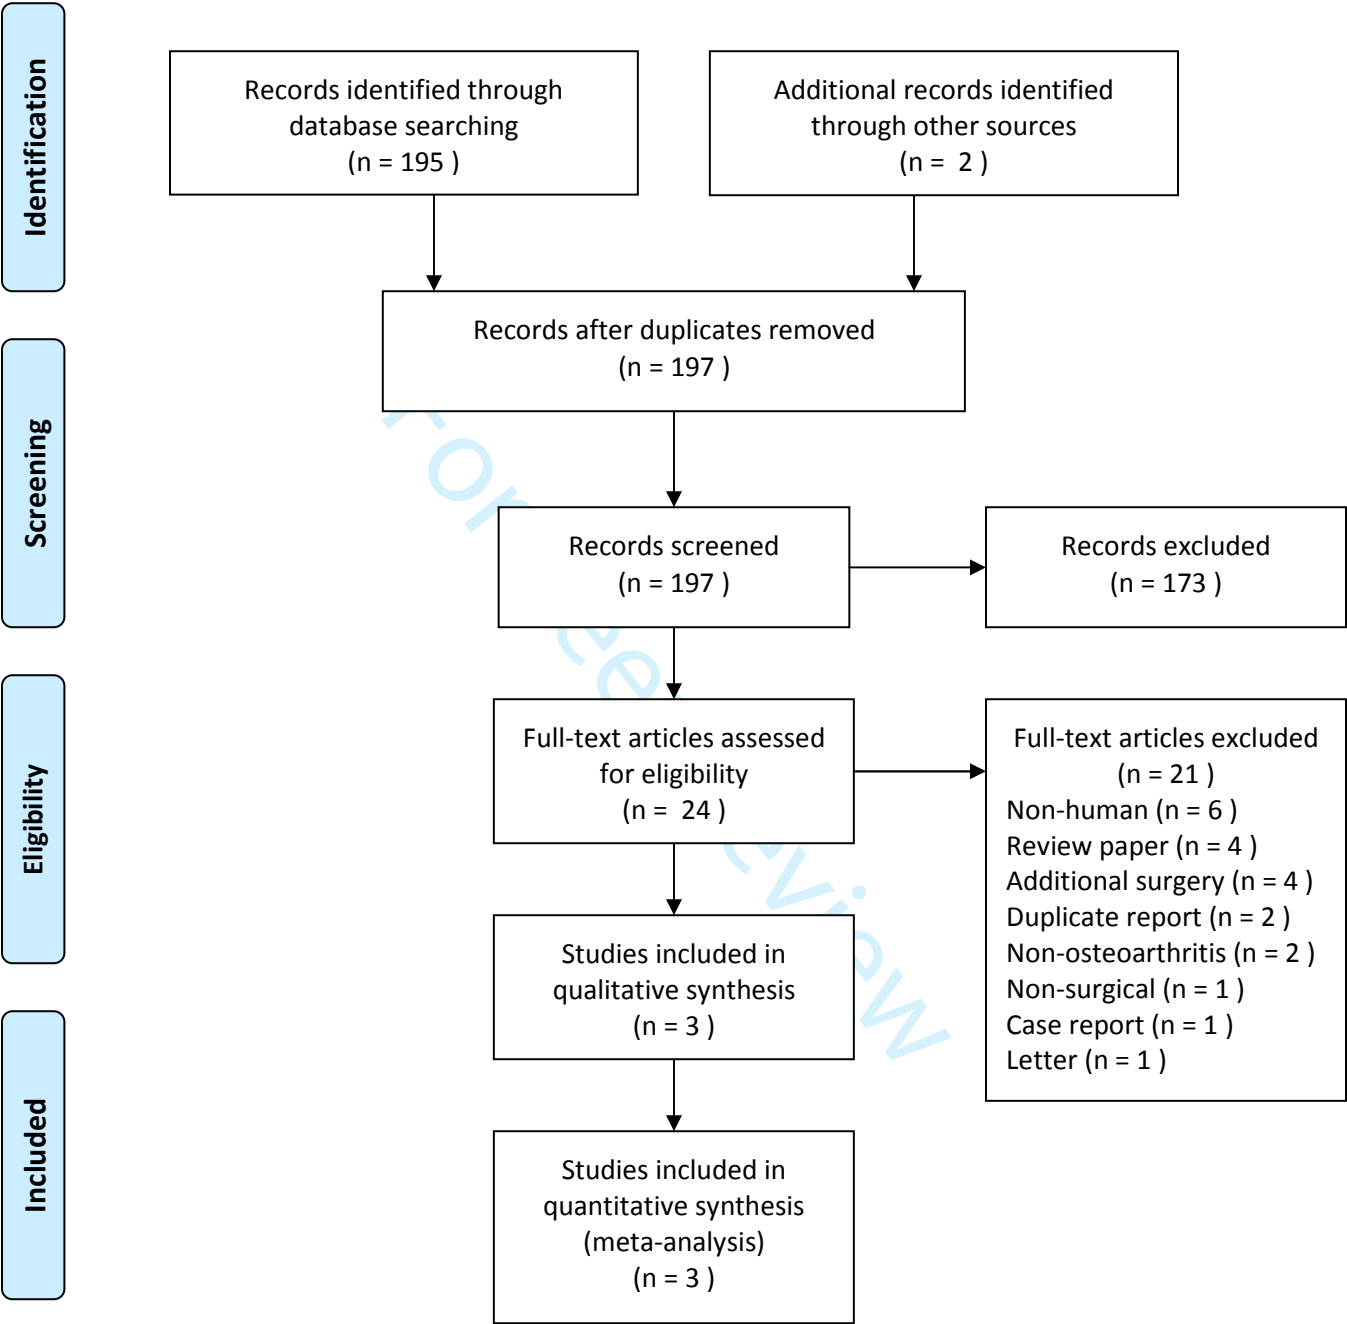 Identification
Records identified through
database searching
(n = 195 )
Additional records identified
through other sources
(n = 2 )
Records after duplicates removed
(n = 197 )
Screening
Records screened
(n = 197 )
Records excluded
(n = 173 )
Eligibility
Full-text articles assessed
for eligibility
(n = 24 )
Full-text articles excluded
(n = 21 )
Non-human (n = 6 )
Review paper (n = 4 )
Additional surgery (n = 4 )
Duplicate report (n = 2 )
Non-osteoarthritis (n = 2 )
Non-surgical (n = 1 )
Case report (n = 1 )
Letter (n = 1 )
Studies included in
qualitative synthesis
(n = 3 )
Included
Studies included in
quantitative synthesis
(meta-analysis)
(n = 3 )